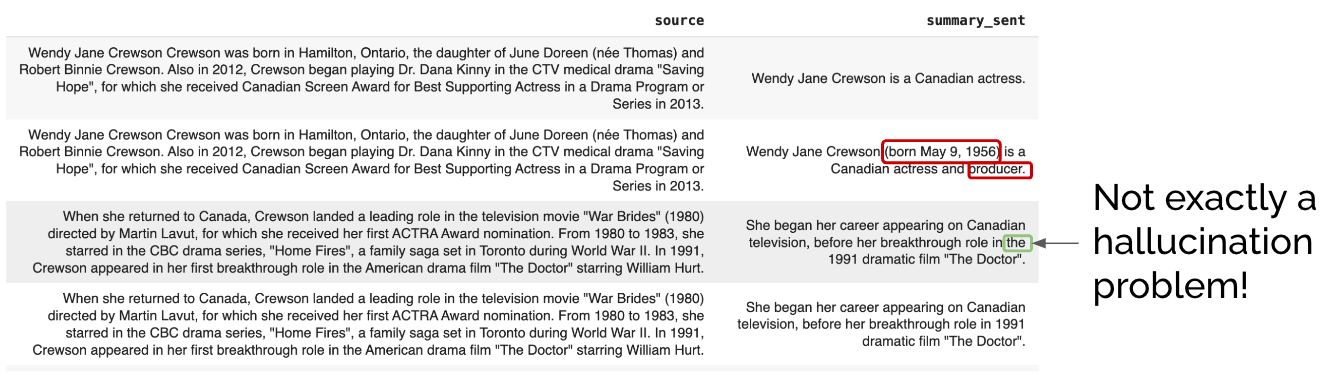 source summary_sent
Wendy Jane Crewson Crewson was born in Hamilton, Ontario, the daughter of June Doreen (née Thomas) and
Robert Binnie Crewson. Also in 2012, Crewson began playing Dr. Dana Kinny in the CTV medical drama "Saving
Hope", for which she received Canadian Screen Award for Best Supporting Actress in a Drama Program or
Series in 2013.
Wendy Jane Crewson is a Canadian actress.
Wendy Jane Crewson Crewson was born in Hamilton, Ontario, the daughter of June Doreen (née Thomas) and
Robert Binnie Crewson. Also in 2012, Crewson began playing Dr. Dana Kinny in the CTV medical drama "Saving
Hope", for which she received Canadian Screen Award for Best Supporting Actress in a Drama Program or
Series in 2013.
Wendy Jane Crewson (born May 9, 1956) is a
Canadian actress and producer.
When she returned to Canada, Crewson landed a leading role in the television movie "War Brides" (1980)
directed by Martin Lavut, for which she received her first ACTRA Award nomination. From 1980 to 1983, she
starred in the CBC drama series, "Home Fires", a family saga set in Toronto during World War II. In 1991,
Crewson appeared in her first breakthrough role in the American drama film "The Doctor" starring William Hurt.
She began her career appearing on Canadian
television, before her breakthrough role in the
1991 dramatic film "The Doctor".
Not exactly a
hallucination
problem!
When she returned to Canada, Crewson landed a leading role in the television movie "War Brides" (1980)
directed by Martin Lavut, for which she received her first ACTRA Award nomination. From 1980 to 1983, she
starred in the CBC drama series, "Home Fires", a family saga set in Toronto during World War II. In 1991,
Crewson appeared in her first breakthrough role in the American drama film "The Doctor" starring William Hurt.
She began her career appearing on Canadian
television, before her breakthrough role in 1991
dramatic film "The Doctor".